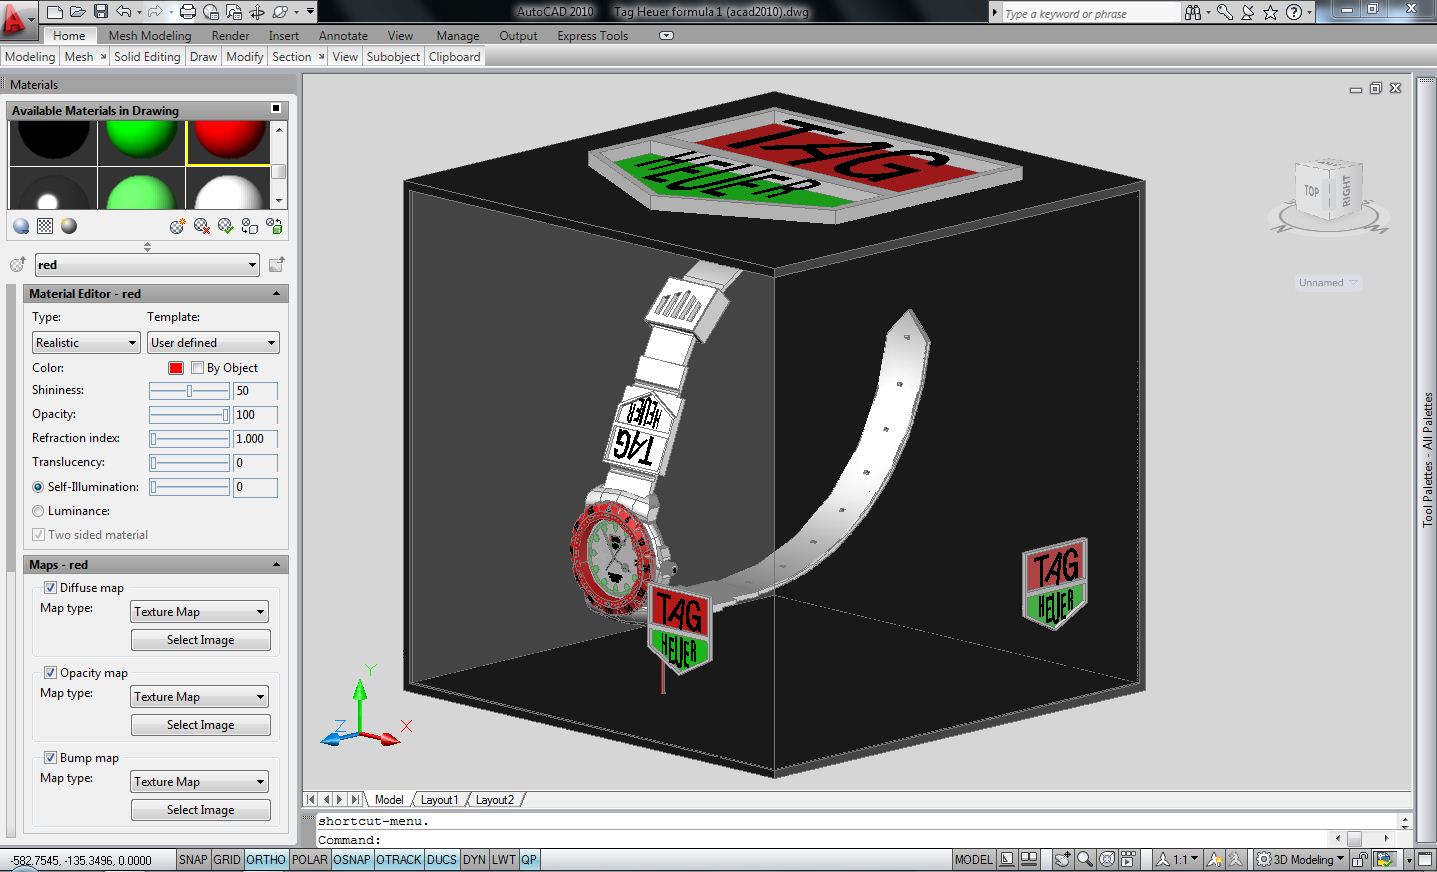 AutoCAD 2010 Tag Heuer formula 1 (acad2010).dwg
Type a keyword or phrase
Home Mesh Modeling Render Insert Annotate View Manage Output Express Tools
Modeling Mesh Solid Editing Draw Modify Section View Subobject Clipboard
Materials
Available Materials in Drawing
red
Material Editor - red
Type: Template:
Realistic User defined
Color: By Object
Shininess: 50
Opacity: 100
Refraction index: 1.000
Translucency: 0
Self-Illumination: 0
Luminance:
Two sided material
Maps - red
Diffuse map
Map type: Texture Map
Select Image
Opacity map
Map type: Texture Map
Select Image
Bump map
Map type: Texture Map
Select Image
TAG
HEUER
HEUER
TAG
TAG
HEUER
TAG
HEUER
TOP RIGHT
Unnamed
Y
Z X
Tool Palettes - All Palettes
Model Layout1 Layout2
shortcut-menu.
Command:
-582.7545, -135.3496, 0.0000 SNAP GRID ORTHO POLAR OSNAP OTRACK DUCS DYN LWT QP MODEL 1:1 3D Modeling